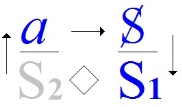 a → $
S₂ ◇ S₁